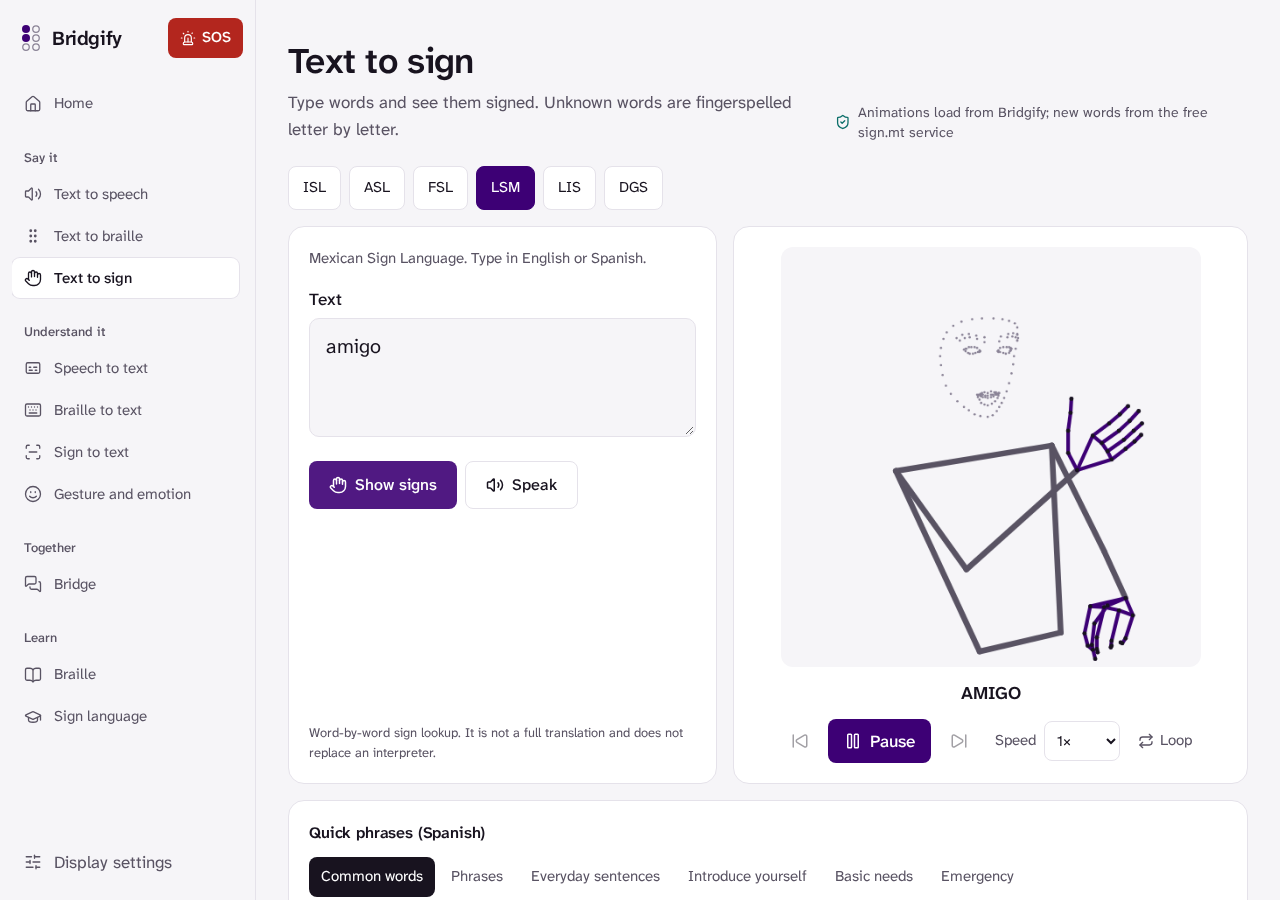 Bridgify
SOS
Home
Say it
Text to speech
Text to braille
Text to sign
Understand it
Speech to text
Braille to text
Sign to text
Gesture and emotion
Together
Bridge
Learn
Braille
Sign language
Display settings
Text to sign
Type words and see them signed. Unknown words are fingerspelled
letter by letter.
Animations load from Bridgify; new words from the free
sign.mt service
ISL
ASL
FSL
LSM
LIS
DGS
Mexican Sign Language. Type in English or Spanish.
Text
amigo
Show signs
Speak
Word-by-word sign lookup. It is not a full translation and does not
replace an interpreter.
AMIGO
Pause
Speed
1×
Loop
Quick phrases (Spanish)
Common words
Phrases
Everyday sentences
Introduce yourself
Basic needs
Emergency